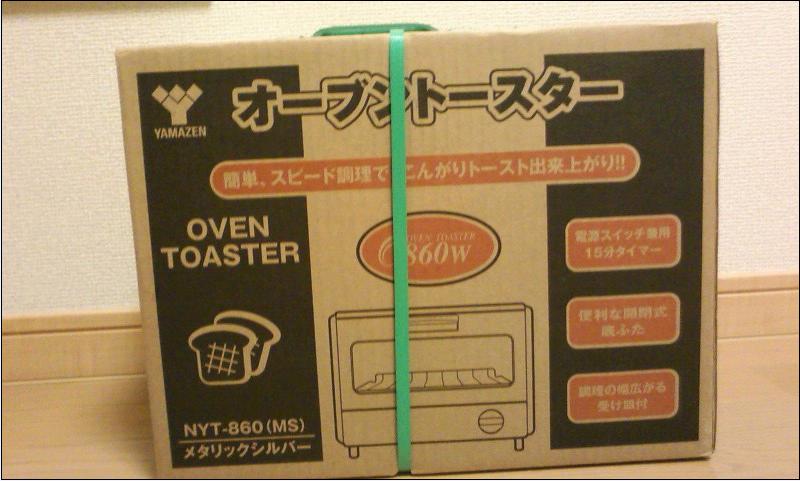 YAMAZEN
オーブントースター
簡単、スピード調理でこんがりトースト出来上がり!!
OVEN
TOASTER
OVEN TOASTER
860W
電源スイッチ兼用
15分タイマー
便利な開閉式
底ふた
調理の幅広がる
受け皿付
NYT-860(MS)
メタリックシルバー